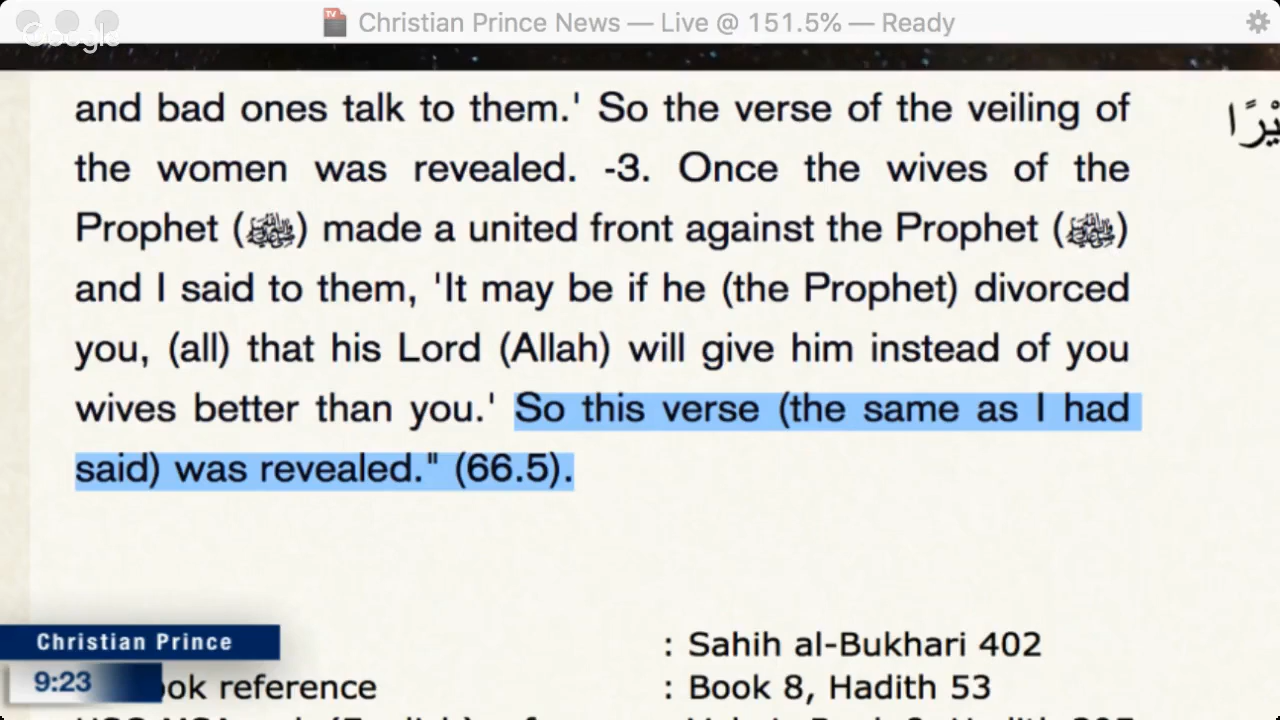 Christian Prince News — Live @ 151.5% — Ready
Google
and bad ones talk to them.' So the verse of the veiling of
يْرًا
the women was revealed. -3. Once the wives of the
Prophet (ﷺ) made a united front against the Prophet (ﷺ)
and I said to them, 'It may be if he (the Prophet) divorced
you, (all) that his Lord (Allah) will give him instead of you
wives better than you.' So this verse (the same as I had
said) was revealed." (66.5).
Christian Prince
: Sahih al-Bukhari 402
9:23
ook reference : Book 8, Hadith 53